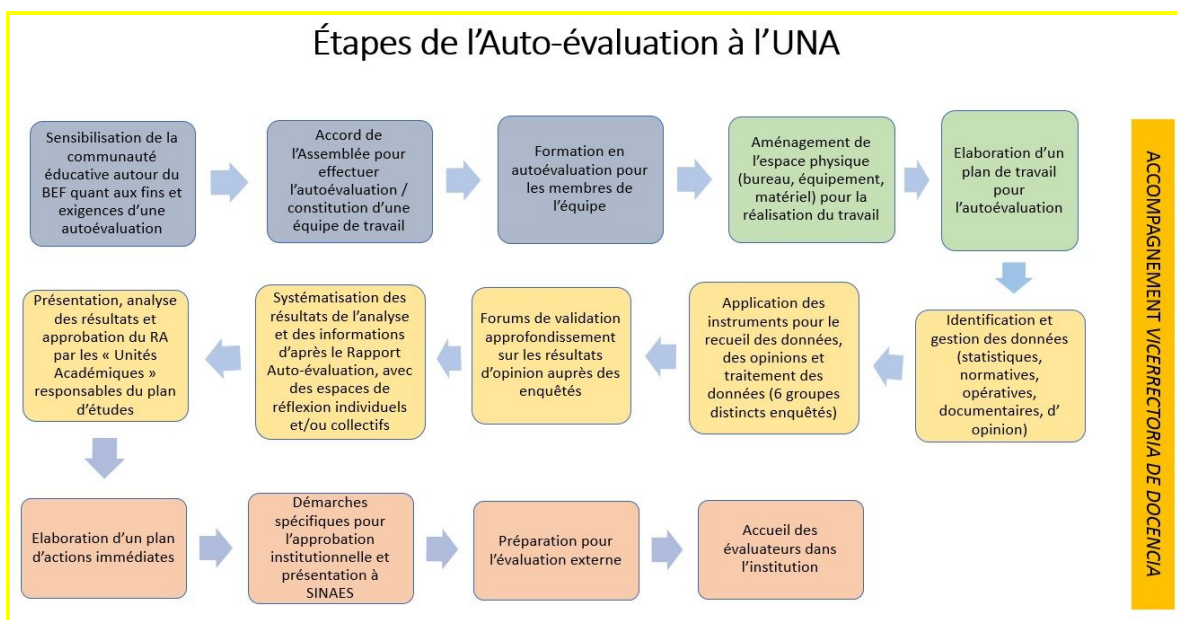 Étapes de l'Auto-évaluation à l'UNA
Sensibilisation de la
communauté
éducative autour du
BEF quant aux fins et
exigences d'une
autoévaluation
Accord de
l'Assemblée pour
effectuer
l'autoévaluation /
constitution d'une
équipe de travail
Formation en
autoévaluation pour
les membres de
l'équipe
Aménagement de
l'espace physique
(bureau, équipement,
matériel) pour la
réalisation du travail
Elaboration d'un
plan de travail
pour
l'autoévaluation
Identification et
gestion des données
(statistiques,
normatives,
opératives,
documentaires, d'
opinion)
Application des
instruments pour le
recueil des données,
des opinions et
traitement des
données (6 groupes
distincts enquêtés)
Forums de validation
approfondissement
sur les résultats
d'opinion auprès des
enquêtés
Systématisation des
résultats de l'analyse
et des informations
d'après le Rapport
Auto-évaluation, avec
des espaces de
réflexion individuels
et/ou collectifs
Présentation, analyse
des résultats et
approbation du RA
par les « Unités
Académiques »
responsables du plan
d'études
Elaboration d'un plan
d'actions immédiates
Démarches
spécifiques pour
l'approbation
institutionnelle et
présentation à
SINAES
Préparation pour
l'évaluation externe
Accueil des
évaluateurs dans
l'institution
ACCOMPAGNEMENT VICERRECTORIA DE DOCENCIA